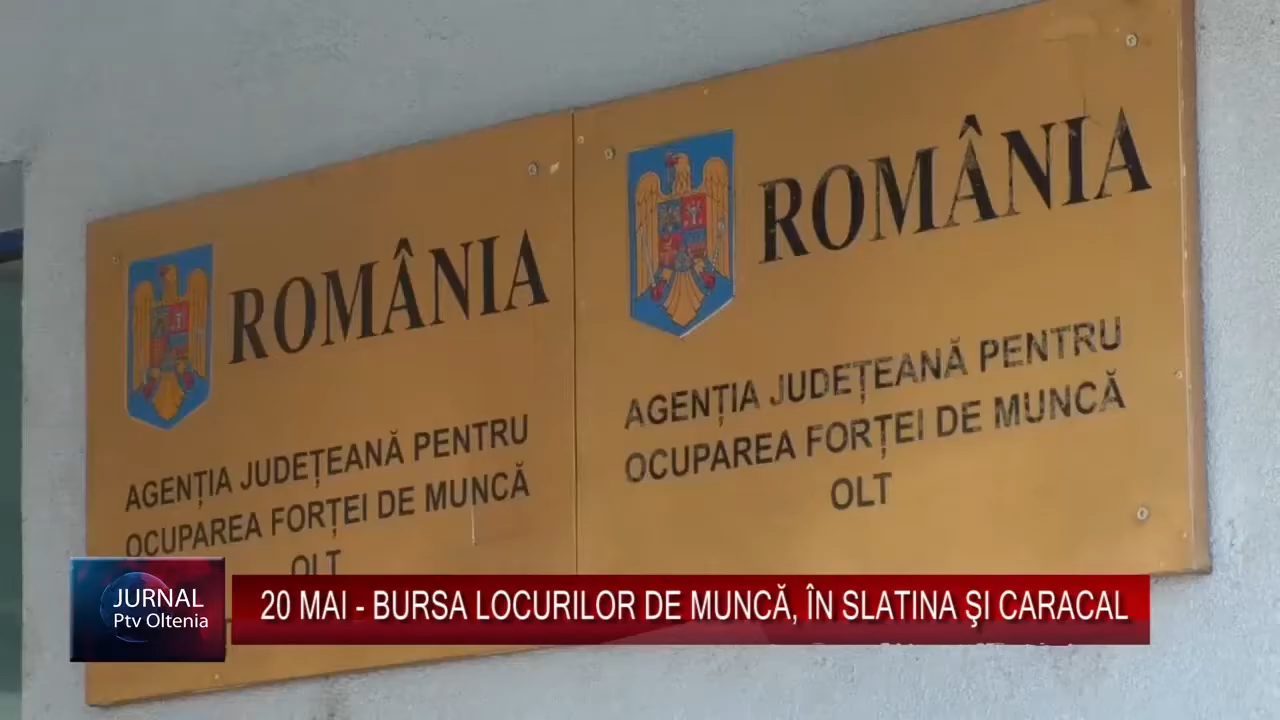 ROMÂNIA
AGENȚIA JUDEȚEANĂ PENTRU
OCUPAREA FORȚEI DE MUNCĂ
OLT
ROMÂNIA
AGENȚIA JUDEȚEANĂ PENTRU
OCUPAREA FORȚEI DE MUNCĂ
OLT
JURNAL
Ptv Oltenia
20 MAI - BURSA LOCURILOR DE MUNCĂ, ÎN SLATINA ŞI CARACAL